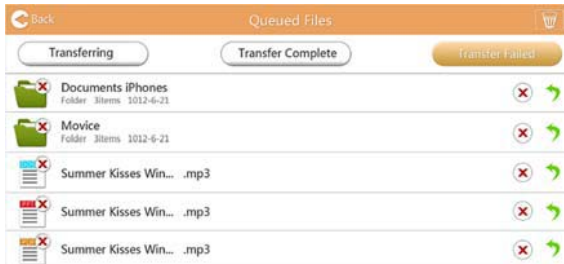 Back
Queued Files
Transferring
Transfer Complete
Transfer Failed
Documents iPhones
Folder 3items 1012-6-21
Movice
Folder 3items 1012-6-21
Summer Kisses Win... .mp3
Summer Kisses Win... .mp3
Summer Kisses Win... .mp3